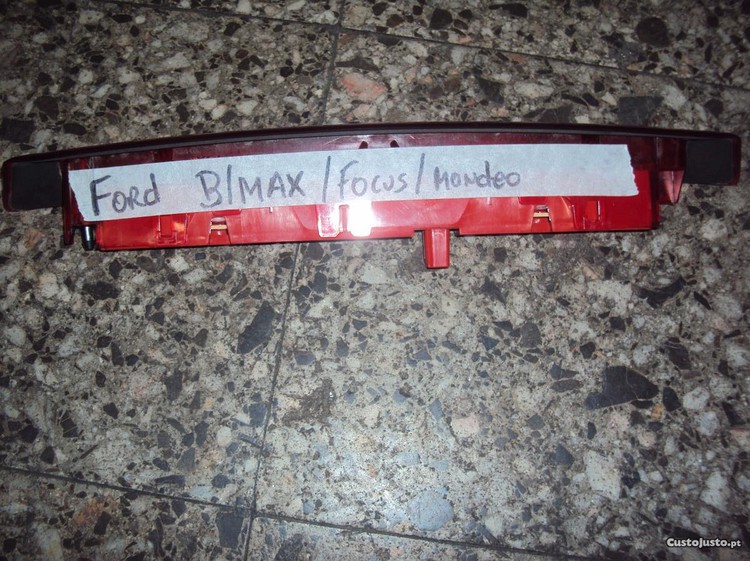 Ford B/MAX / Focus / Mondeo
CustoJusto.pt